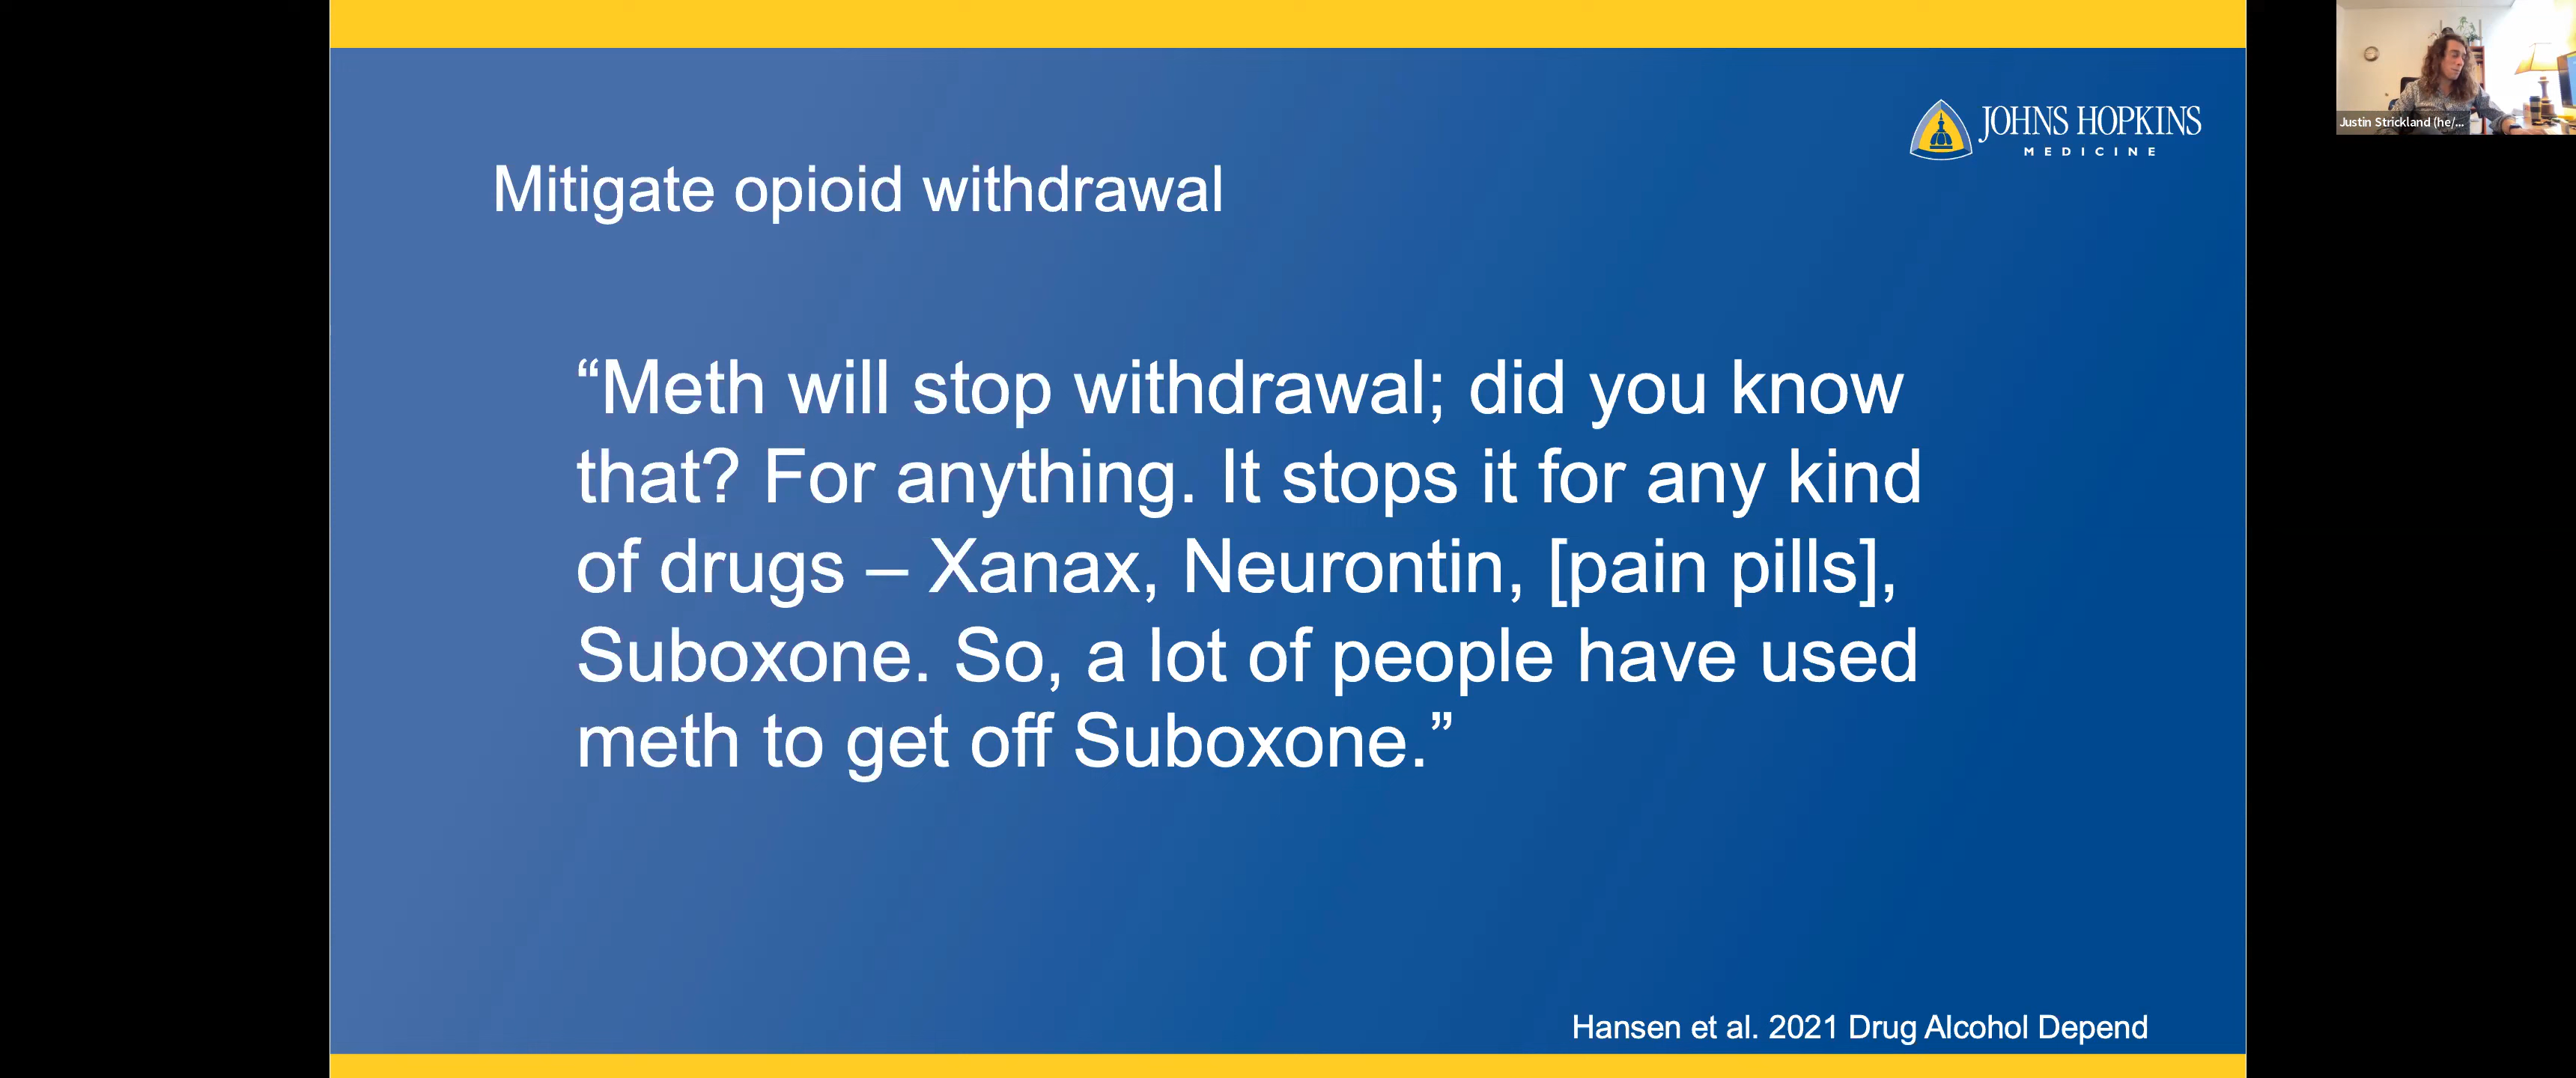 JOHNS HOPKINS
MEDICINE
Justin Strickland (he/...
Mitigate opioid withdrawal
“Meth will stop withdrawal; did you know
that? For anything. It stops it for any kind
of drugs – Xanax, Neurontin, [pain pills],
Suboxone. So, a lot of people have used
meth to get off Suboxone.”
Hansen et al. 2021 Drug Alcohol Depend